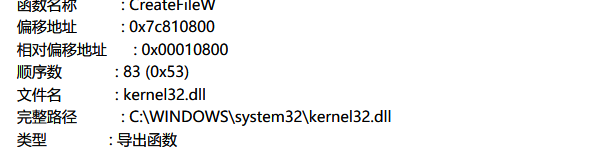 函数名称 : CreateFileW
偏移地址 : 0x7c810800
相对偏移地址 : 0x00010800
顺序数 : 83 (0x53)
文件名 : kernel32.dll
完整路径 : C:\WINDOWS\system32\kernel32.dll
类型 : 导出函数